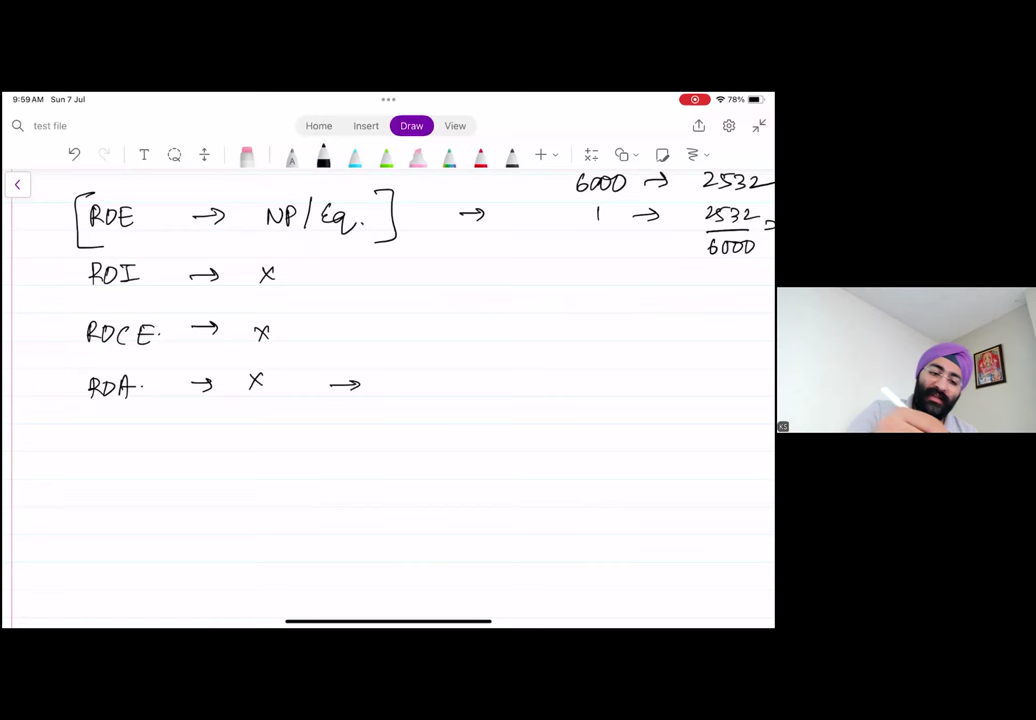 9:59 AM Sun 7 Jul
78%
test file
Home Insert Draw View
6000 → 2532
[ROE → NP/Eq.] → 1 → 2532/6000 =
ROI → x
ROCE. → x
ROA. → x →
KS